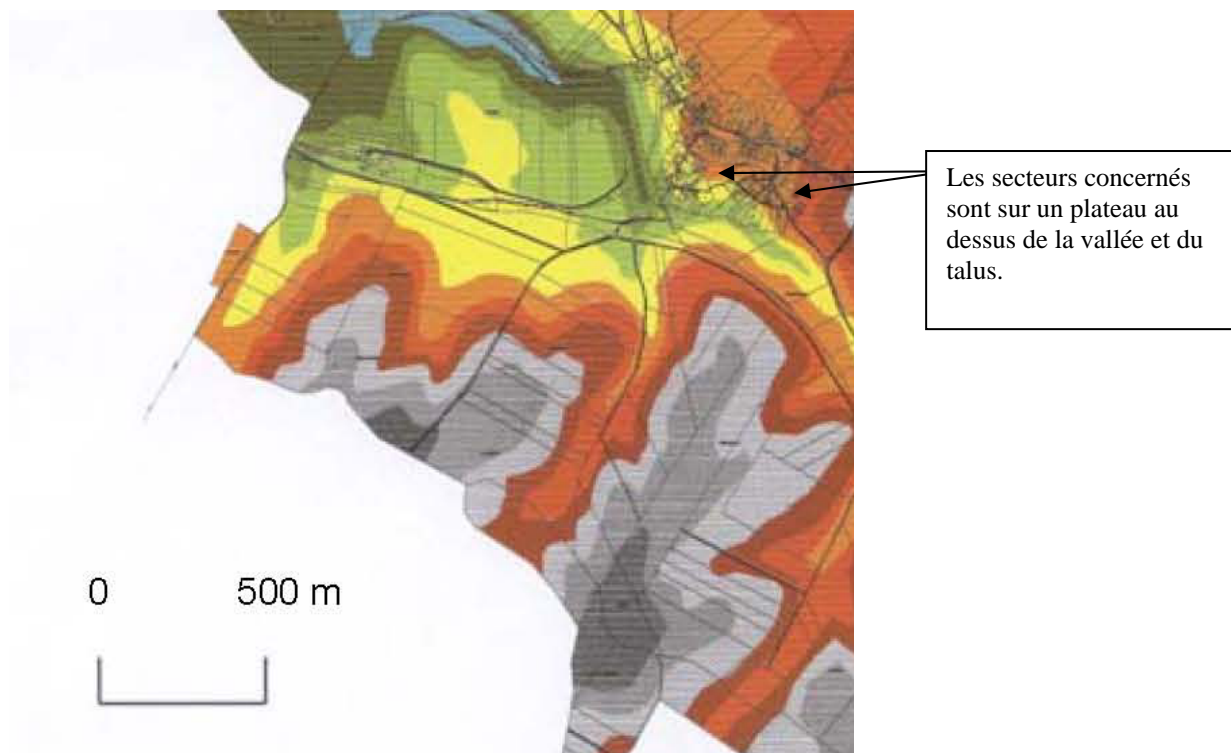 Les secteurs concernés
sont sur un plateau au
dessus de la vallée et du
talus.
0 500 m